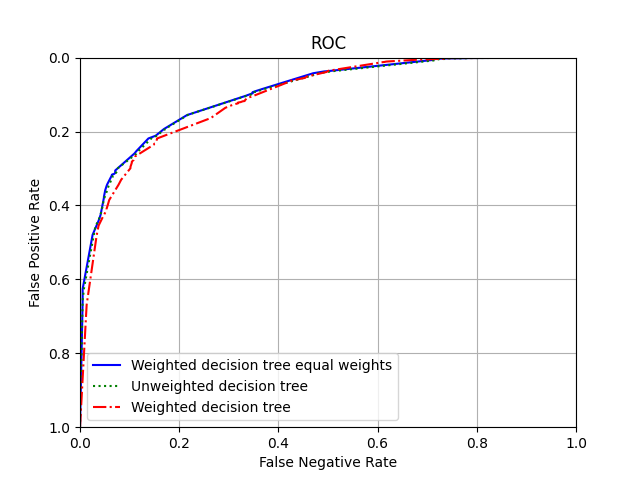 ROC
False Positive Rate
0.0
0.2
0.4
0.6
0.8
1.0
Weighted decision tree equal weights
Unweighted decision tree
Weighted decision tree
0.0 0.2 0.4 0.6 0.8 1.0
False Negative Rate